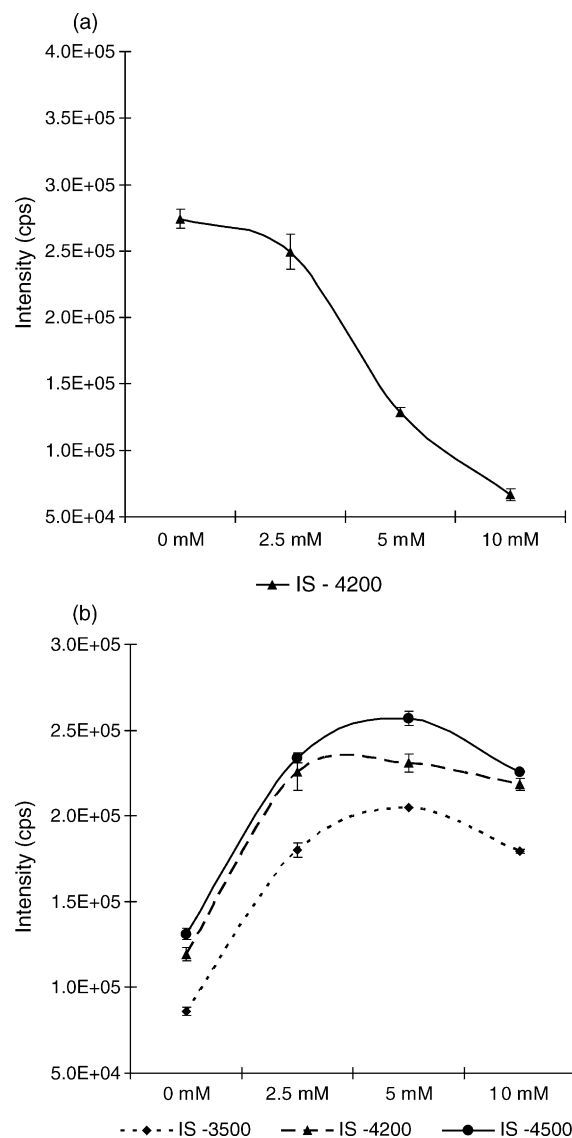 (a)
4.0E+05
3.5E+05
3.0E+05
2.5E+05
2.0E+05
1.5E+05
1.0E+05
5.0E+04
Intensity (cps)
0 mM 2.5 mM 5 mM 10 mM
IS - 4200
(b)
3.0E+05
2.5E+05
2.0E+05
1.5E+05
1.0E+05
5.0E+04
Intensity (cps)
0 mM 2.5 mM 5 mM 10 mM
IS -3500 IS -4200 IS -4500